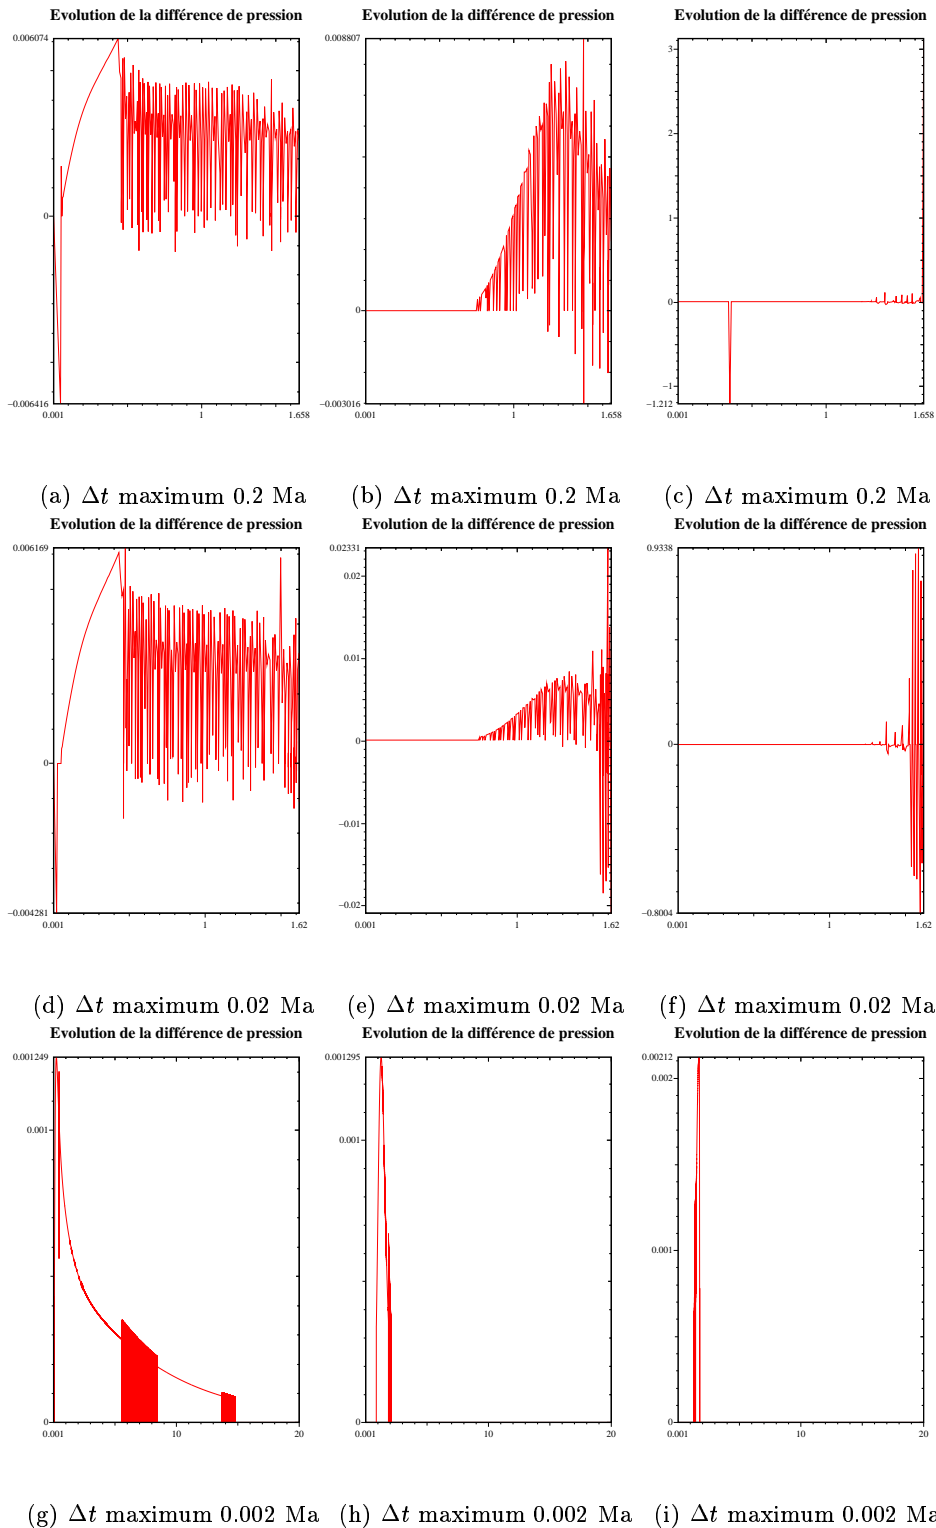 Evolution de la différence de pression Evolution de la différence de pression Evolution de la différence de pression
0.006074
0
−0.006416
0.001 1 1.658
0.008807
0
−0.003016
0.001 1 1.658
3
2
1
0
−1
−1.212
0.001 1 1.658
(a) Δt maximum 0.2 Ma (b) Δt maximum 0.2 Ma (c) Δt maximum 0.2 Ma
Evolution de la différence de pression Evolution de la différence de pression Evolution de la différence de pression
0.006169
0
−0.004281
0.001 1 1.62
0.02331
0.02
0.01
0
−0.01
−0.02
0.001 1 1.62
0.9338
0
−0.8004
0.001 1 1.62
(d) Δt maximum 0.02 Ma (e) Δt maximum 0.02 Ma (f) Δt maximum 0.02 Ma
Evolution de la différence de pression Evolution de la différence de pression Evolution de la différence de pression
0.001249
0.001
0
0.001 10 20
0.001295
0.001
0
0.001 10 20
0.00212
0.002
0.001
0
0.001 10 20
(g) Δt maximum 0.002 Ma (h) Δt maximum 0.002 Ma (i) Δt maximum 0.002 Ma